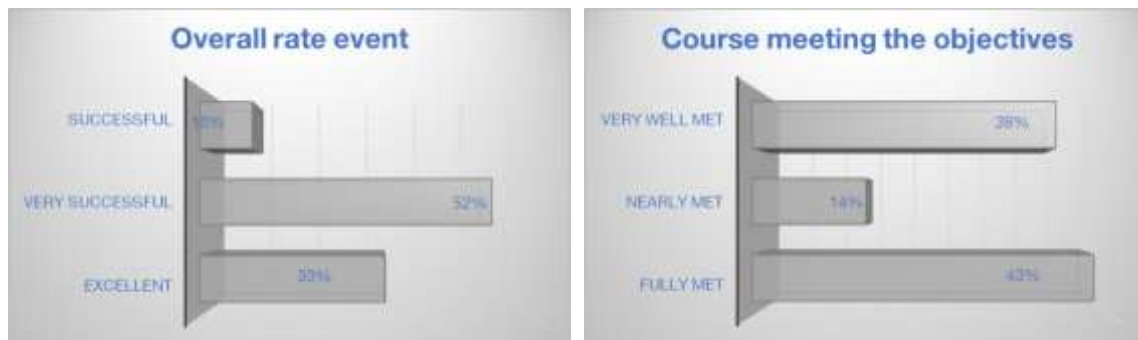 Overall rate event
SUCCESSFUL
VERY SUCCESSFUL
52%
EXCELLENT
33%
Course meeting the objectives
VERY WELL MET
38%
NEARLY MET
14%
FULLY MET
43%